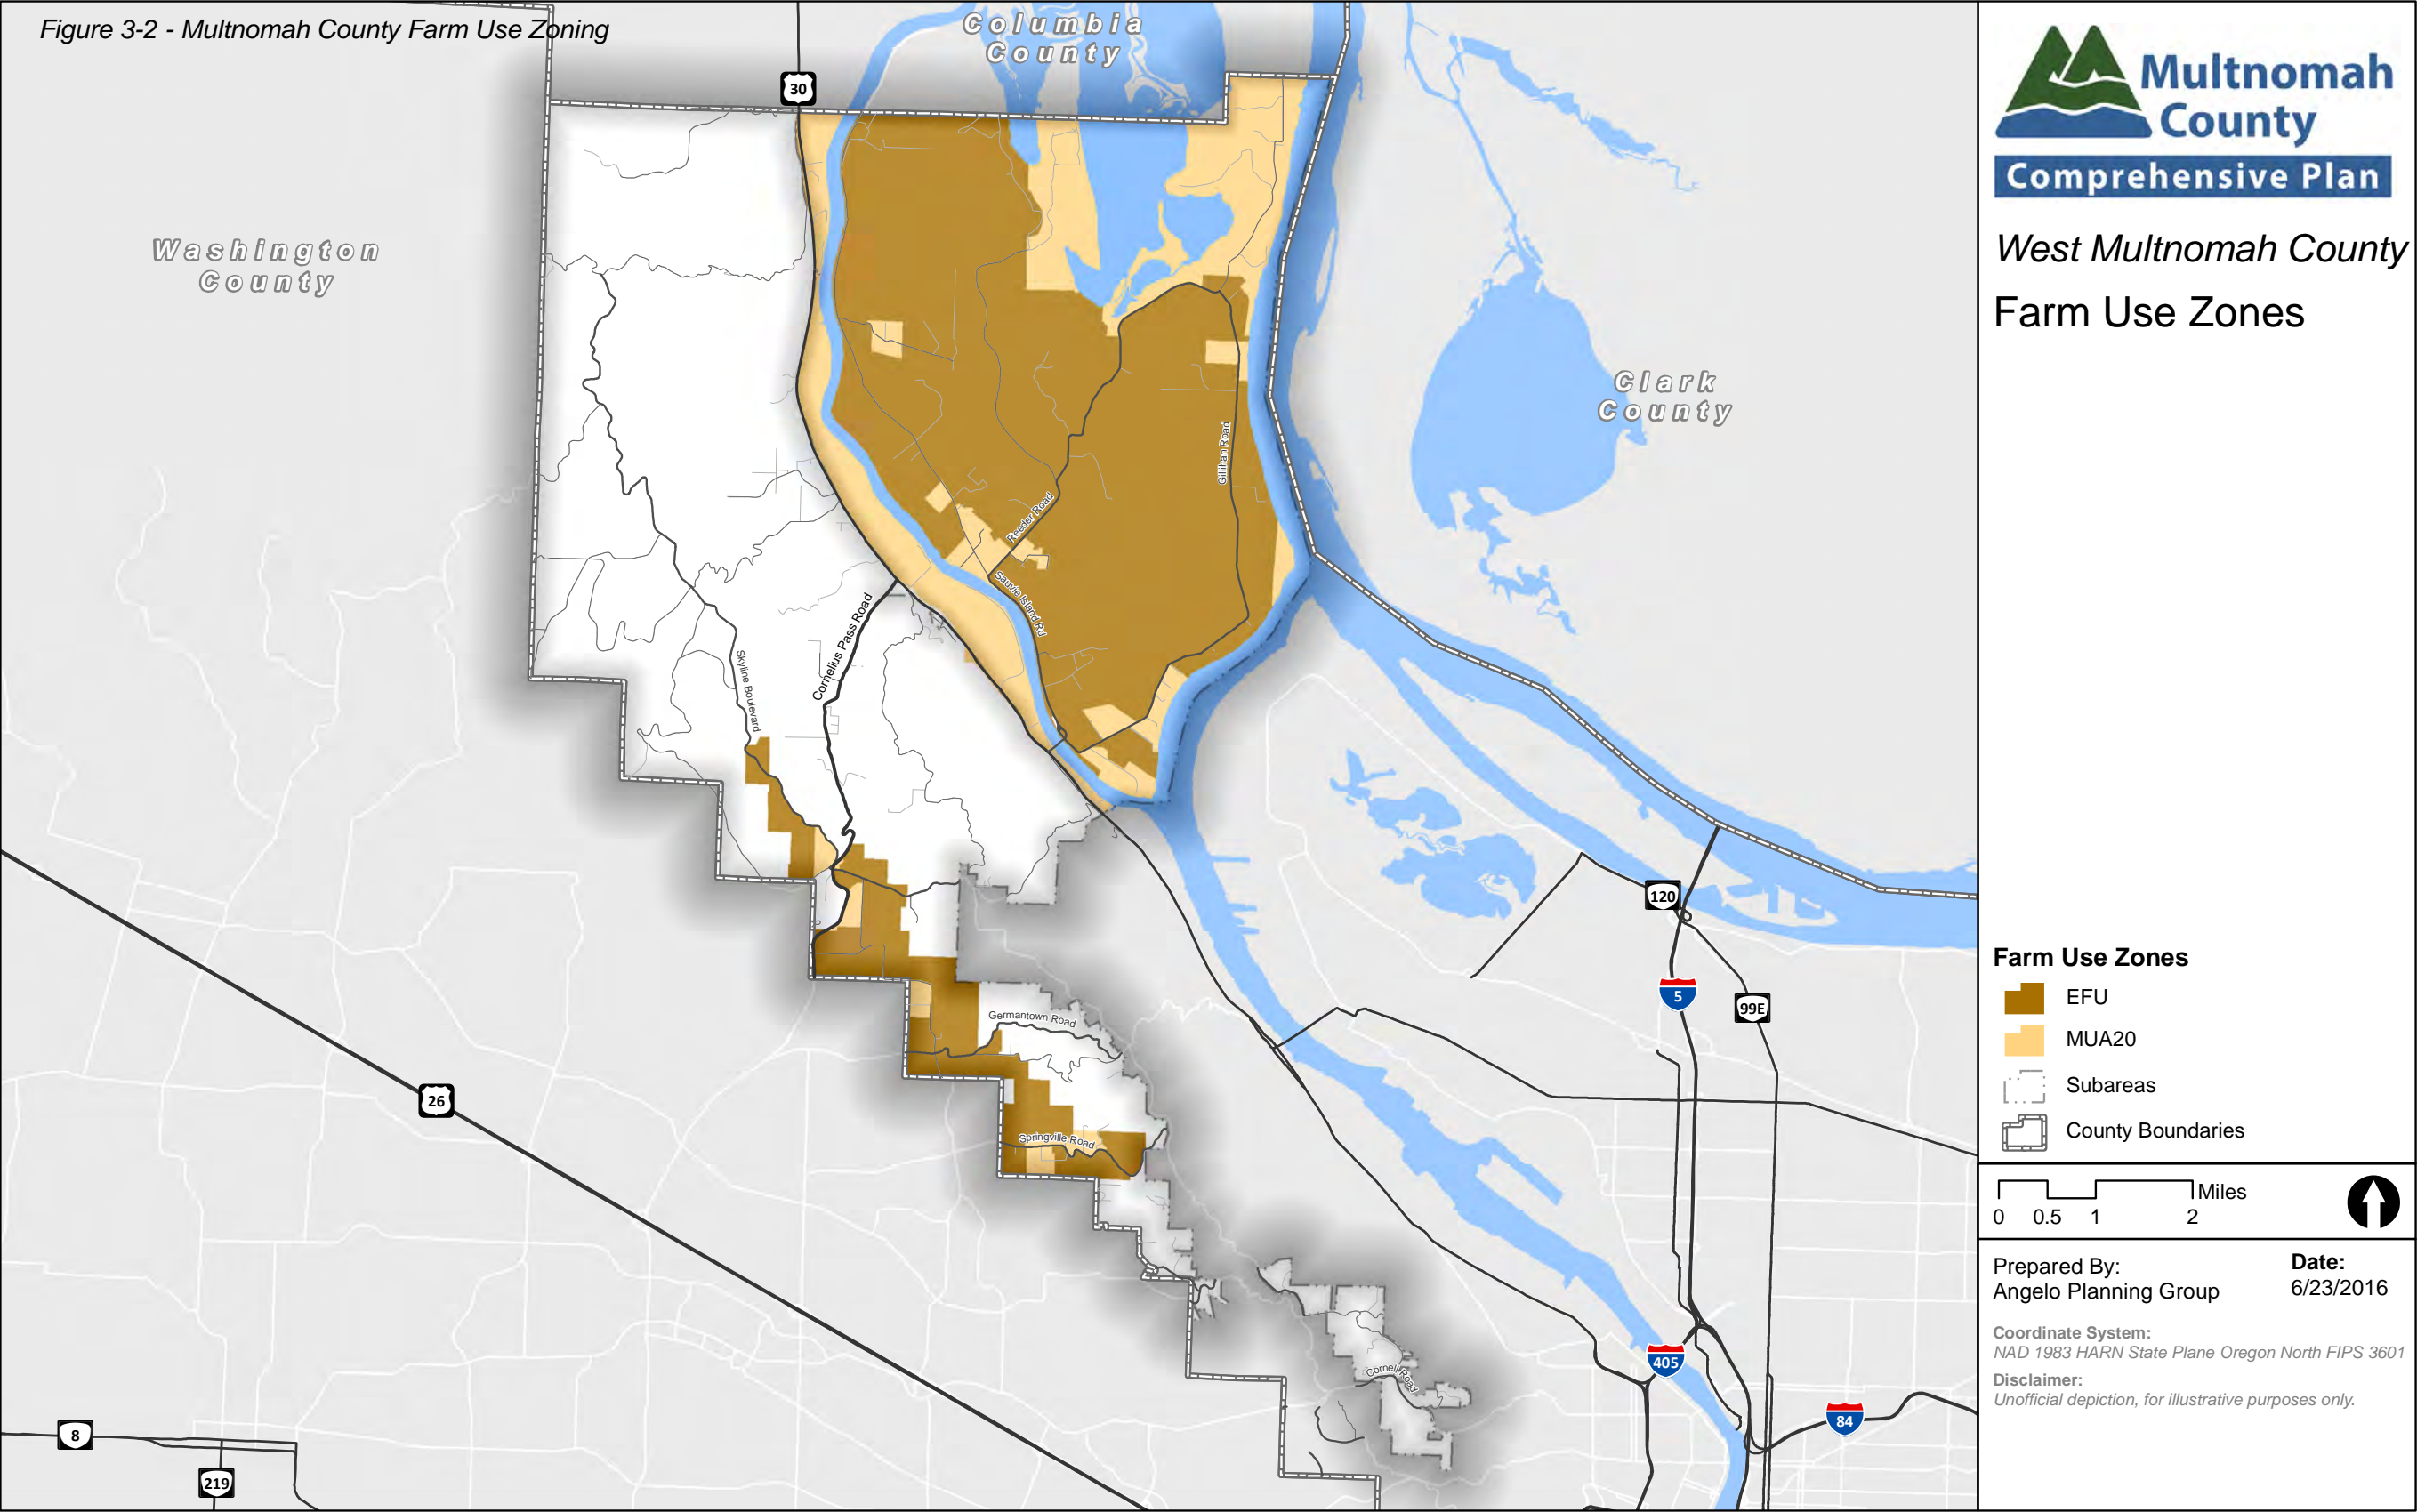 Figure 3-2 - Multnomah County Farm Use Zoning
Columbia
County
30
Washington
County
Clark
County
Gillihan Road
Reeder Road
Sauvie Island Rd
Cornelius Pass Road
Skyline Boulevard
120
5
99E
Germantown Road
26
Springville Road
405
Cornell Road
84
8
219
Multnomah
County
Comprehensive Plan
West Multnomah County
Farm Use Zones
Farm Use Zones
EFU
MUA20
Subareas
County Boundaries
Miles
0 0.5 1 2
Prepared By:
Angelo Planning Group
Date:
6/23/2016
Coordinate System:
NAD 1983 HARN State Plane Oregon North FIPS 3601
Disclaimer:
Unofficial depiction, for illustrative purposes only.